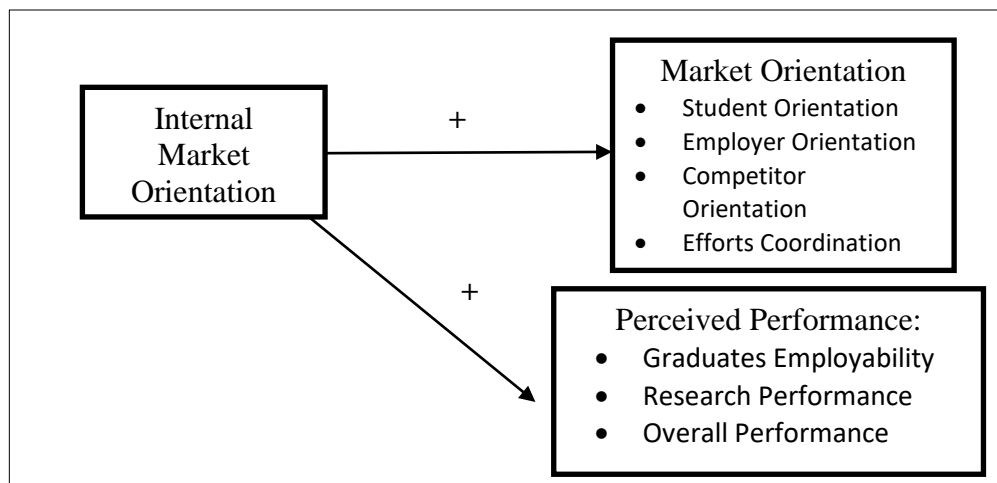 Internal
Market
Orientation
+
+
Market Orientation
• Student Orientation
• Employer Orientation
• Competitor
Orientation
• Efforts Coordination
Perceived Performance:
• Graduates Employability
• Research Performance
• Overall Performance